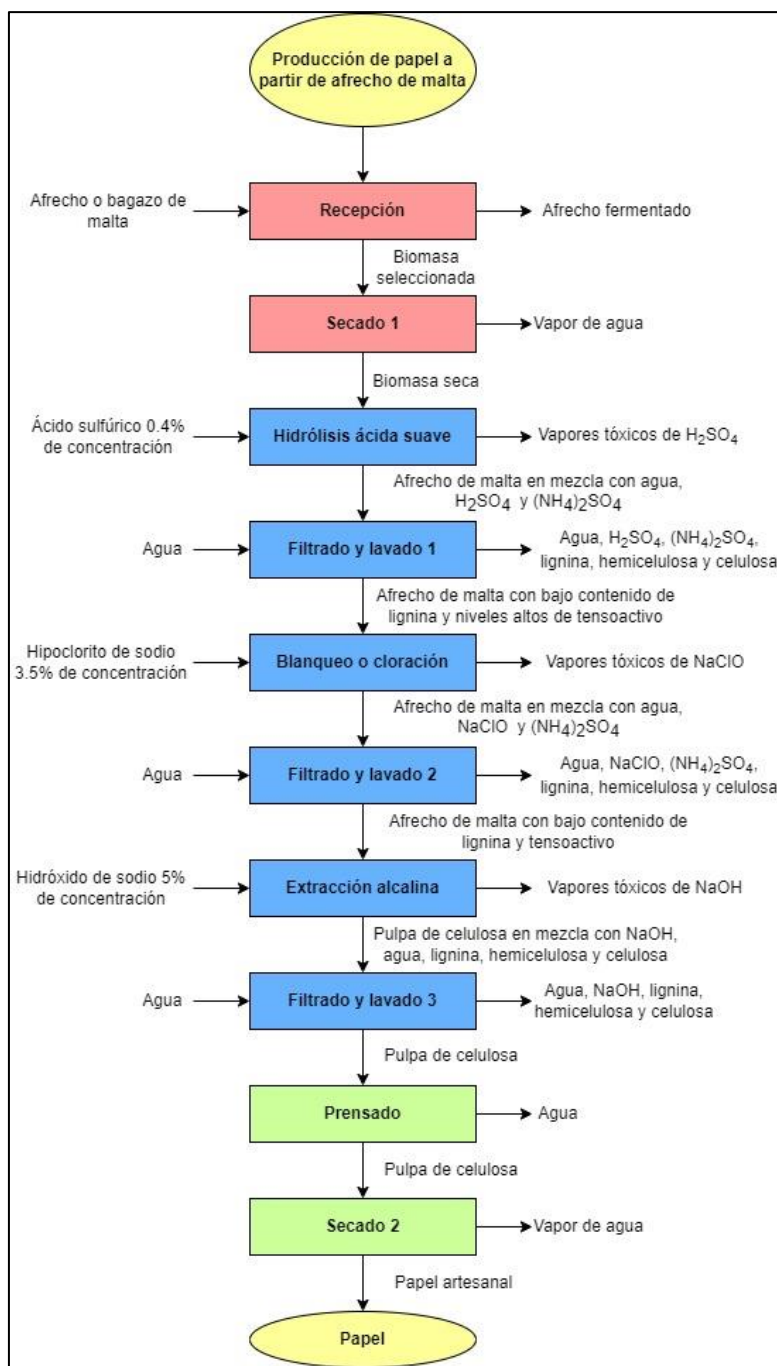 Producción de papel a
partir de afrecho de malta
Afrecho o bagazo de
malta
Recepción
Afrecho fermentado
Biomasa
seleccionada
Secado 1
Vapor de agua
Biomasa seca
Ácido sulfúrico 0.4%
de concentración
Hidrólisis ácida suave
Vapores tóxicos de H₂SO₄
Afrecho de malta en mezcla con agua,
H₂SO₄ y (NH₄)₂SO₄
Agua
Filtrado y lavado 1
Agua, H₂SO₄, (NH₄)₂SO₄,
lignina, hemicelulosa y celulosa
Afrecho de malta con bajo contenido de
lignina y niveles altos de tensoactivo
Hipoclorito de sodio
3.5% de concentración
Blanqueo o cloración
Vapores tóxicos de NaClO
Afrecho de malta en mezcla con agua,
NaClO y (NH₄)₂SO₄
Agua
Filtrado y lavado 2
Agua, NaClO, (NH₄)₂SO₄,
lignina, hemicelulosa y celulosa
Afrecho de malta con bajo contenido de
lignina y tensoactivo
Hidróxido de sodio 5%
de concentración
Extracción alcalina
Vapores tóxicos de NaOH
Pulpa de celulosa en mezcla con NaOH,
agua, lignina, hemicelulosa y celulosa
Agua
Filtrado y lavado 3
Agua, NaOH, lignina,
hemicelulosa y celulosa
Pulpa de celulosa
Prensado
Agua
Pulpa de celulosa
Secado 2
Vapor de agua
Papel artesanal
Papel